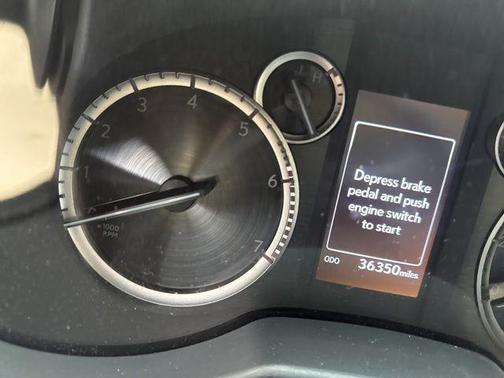 H
3
4
2
5
1
6
x1000
RPM
7
Depress brake
pedal and push
engine switch
to start
ODO 36350miles